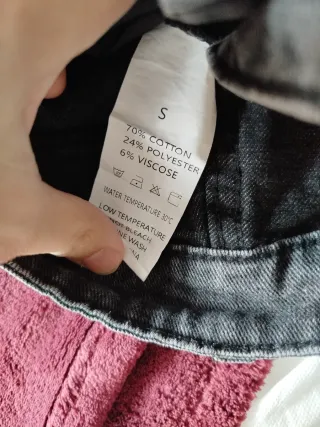 S
70% COTTON
24% POLYESTER
6% VISCOSE
WATER TEMPERATURE 30°C
LOW TEMPERATURE
BLEACH
WASH